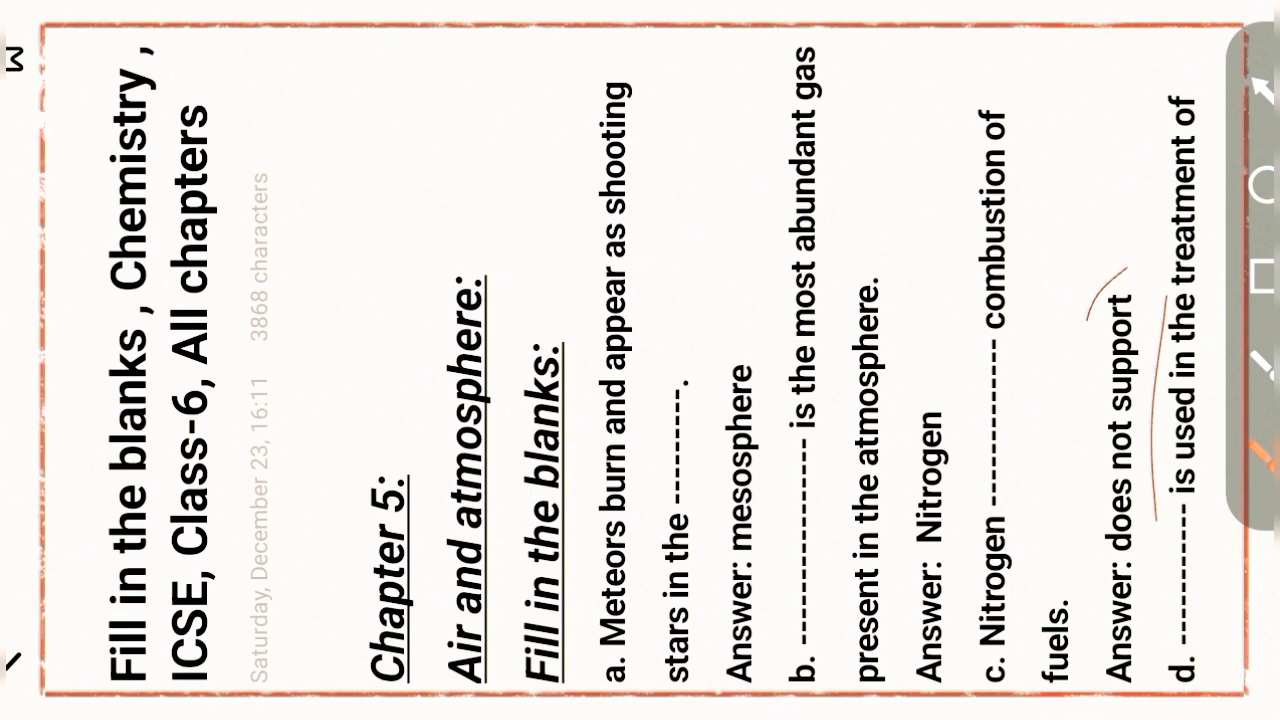 Fill in the blanks , Chemistry ,
ICSE, Class-6, All chapters
Saturday, December 23, 16:11 3868 characters
Chapter 5:
Air and atmosphere:
Fill in the blanks:
a. Meteors burn and appear as shooting
stars in the ----------.
Answer: mesosphere
b. ----------------- is the most abundant gas
present in the atmosphere.
Answer: Nitrogen
c. Nitrogen -------------- combustion of
fuels.
Answer: does not support
d. ------------ is used in the treatment of